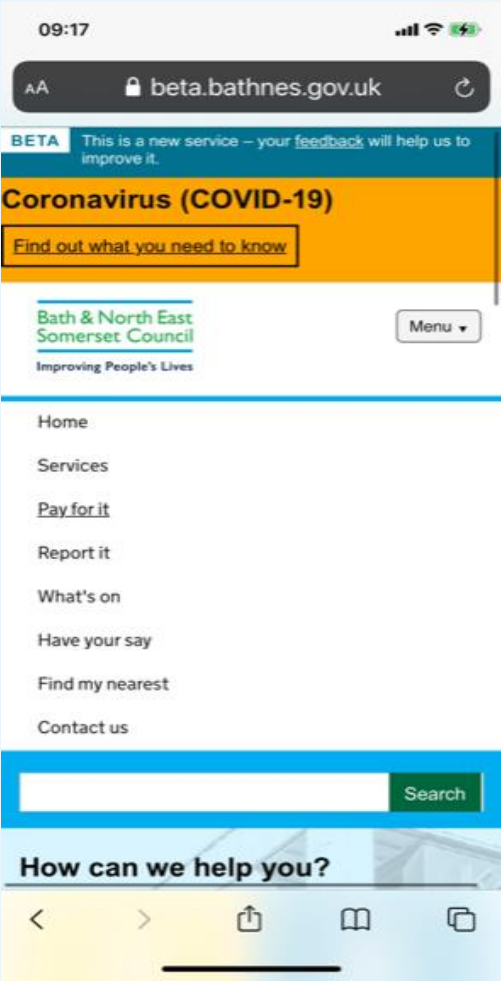 09:17
AA beta.bathnes.gov.uk
BETA This is a new service – your feedback will help us to
improve it.
Coronavirus (COVID-19)
Find out what you need to know
Bath & North East
Somerset Council
Improving People's Lives
Menu
Home
Services
Pay for it
Report it
What's on
Have your say
Find my nearest
Contact us
Search
How can we help you?